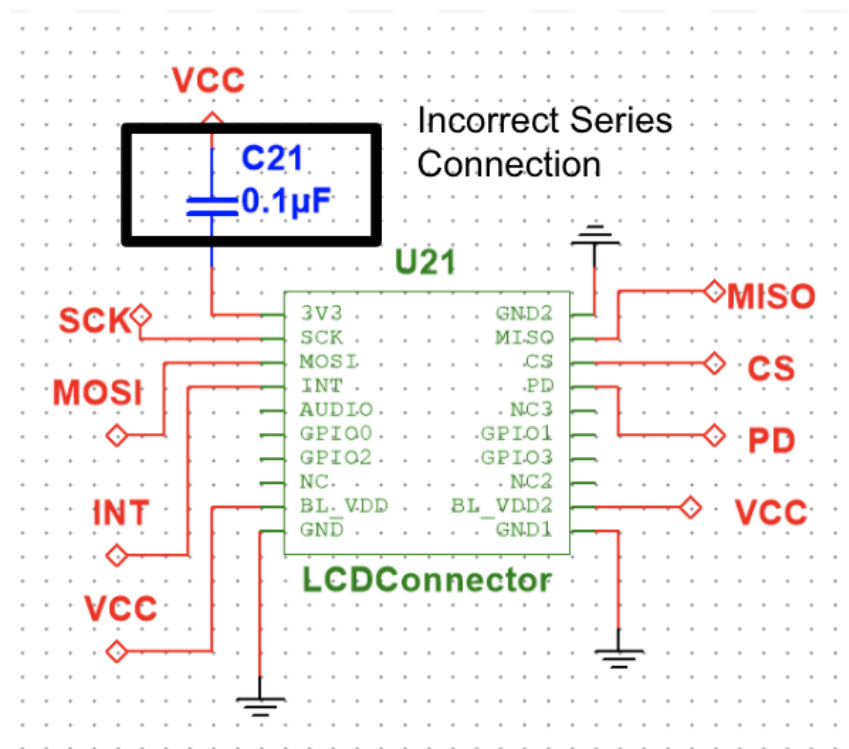 VCC
Incorrect Series
Connection
C21
0.1µF
U21
SCK
MOSI
INT
VCC
3V3
SCK
MOSI
INT
AUDIO
GPIO0
GPIO2
NC
BL_VDD
GND
GND2
MISO
CS
PD
NC3
GPIO1
GPIO3
NC2
BL_VDD2
GND1
MISO
CS
PD
VCC
LCDConnector